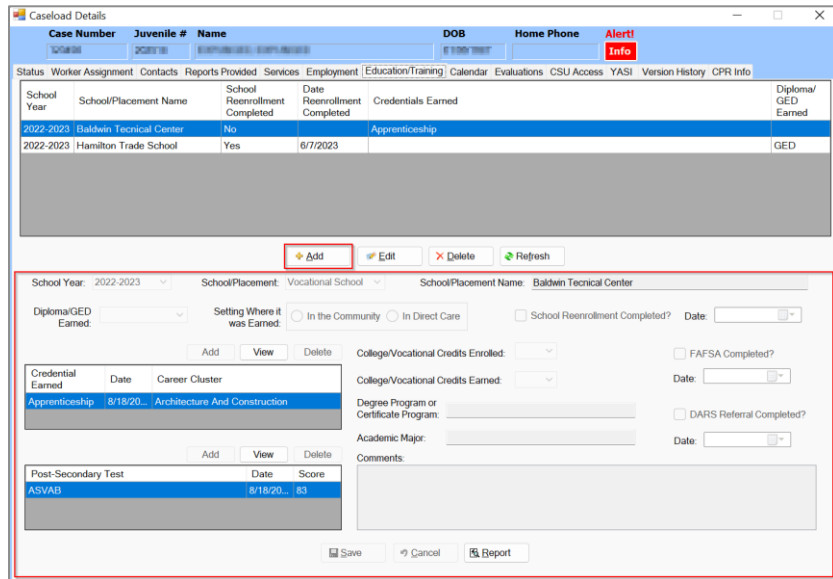 Caseload Details
Case Number Juvenile # Name DOB Home Phone Alert!
Info
Status Worker Assignment Contacts Reports Provided Services Employment Education/Training Calendar Evaluations CSU Access YASI Version History CPR Info
School Year School/Placement Name School Reenrollment Completed Date Reenrollment Completed Credentials Earned Diploma/ GED Earned
2022-2023 Baldwin Tecnical Center No Apprenticeship
2022-2023 Hamilton Trade School Yes 6/7/2023 GED
Add Edit Delete Refresh
School Year: 2022-2023 School/Placement: Vocational School School/Placement Name: Baldwin Tecnical Center
Diploma/GED Earned: Setting Where it was Earned: In the Community In Direct Care School Reenrollment Completed? Date:
Add View Delete College/Vocational Credits Enrolled: FAFSA Completed?
Credential Earned Date Career Cluster College/Vocational Credits Earned: Date:
Apprenticeship 8/18/20... Architecture And Construction
Degree Program or Certificate Program: DARS Referral Completed?
Academic Major: Date:
Add View Delete Comments:
Post-Secondary Test Date Score
ASVAB 8/18/20... 83
Save Cancel Report